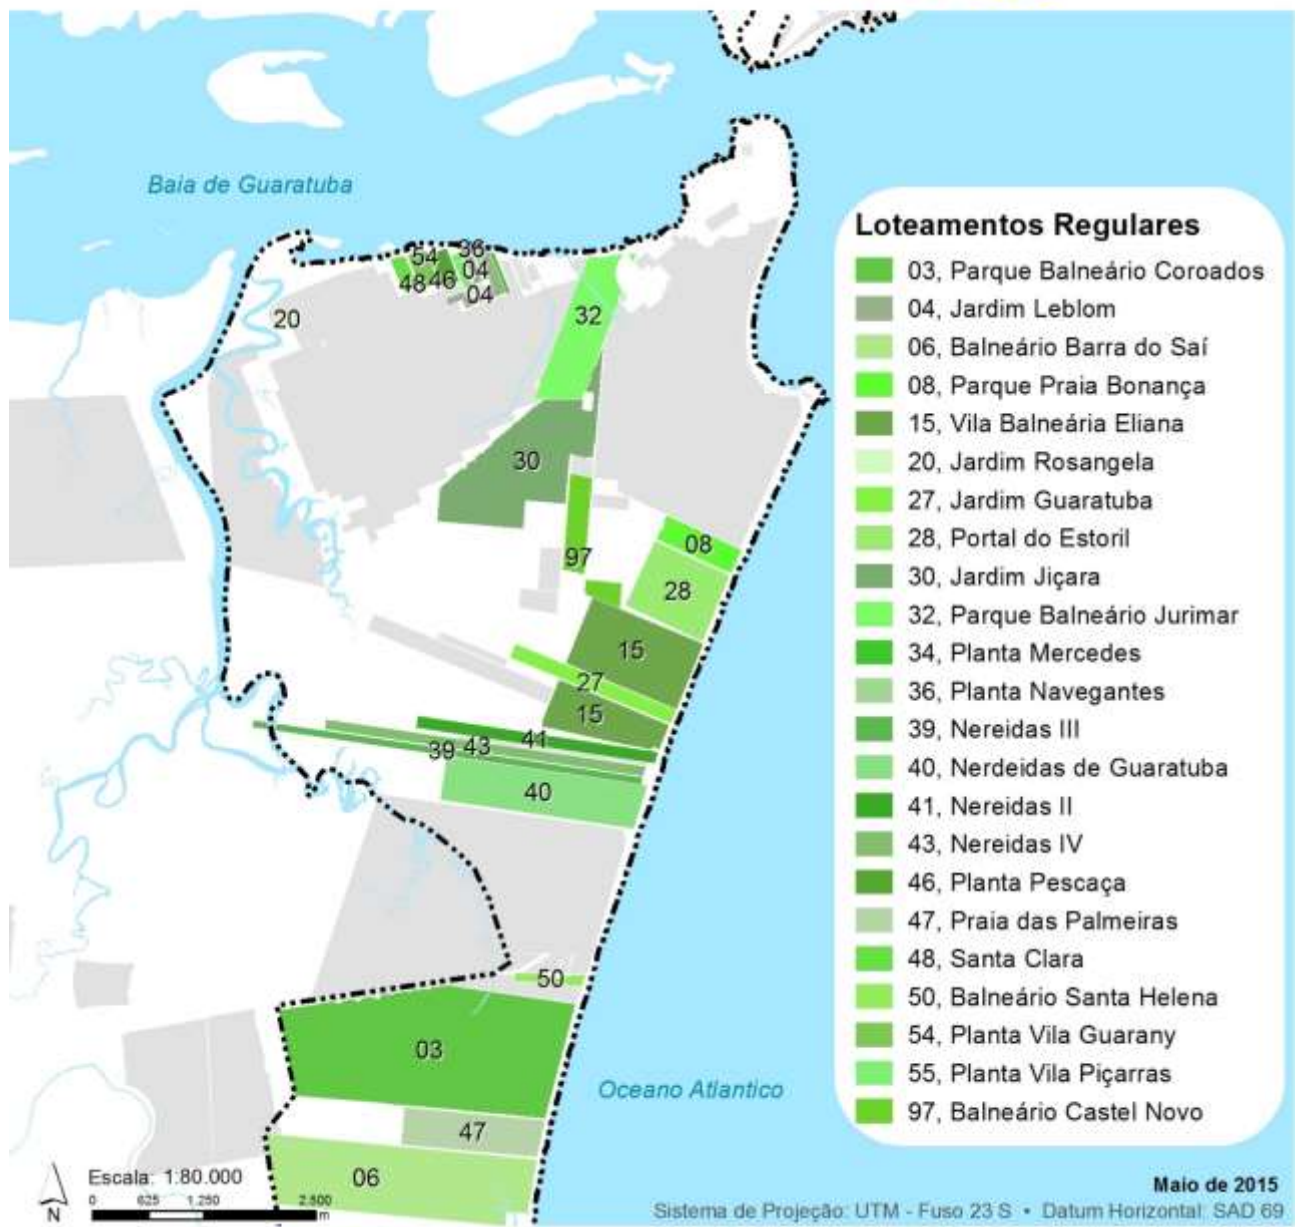 Baia de Guaratuba
54
36
04
48
46
04
20
32
30
97
08
28
15
27
15
41
43
39
40
50
03
47
06
Oceano Atlantico
Loteamentos Regulares
03, Parque Balneário Coroados
04, Jardim Leblom
06, Balneário Barra do Saí
08, Parque Praia Bonança
15, Vila Balneária Eliana
20, Jardim Rosangela
27, Jardim Guaratuba
28, Portal do Estoril
30, Jardim Jiçara
32, Parque Balneário Jurimar
34, Planta Mercedes
36, Planta Navegantes
39, Nereidas III
40, Nerdeidas de Guaratuba
41, Nereidas II
43, Nereidas IV
46, Planta Pescaça
47, Praia das Palmeiras
48, Santa Clara
50, Balneário Santa Helena
54, Planta Vila Guarany
55, Planta Vila Piçarras
97, Balneário Castel Novo
N
Escala: 1:80.000
0 625 1.250 2.500
m
Maio de 2015
Sistema de Projeção: UTM - Fuso 23 S • Datum Horizontal: SAD 69